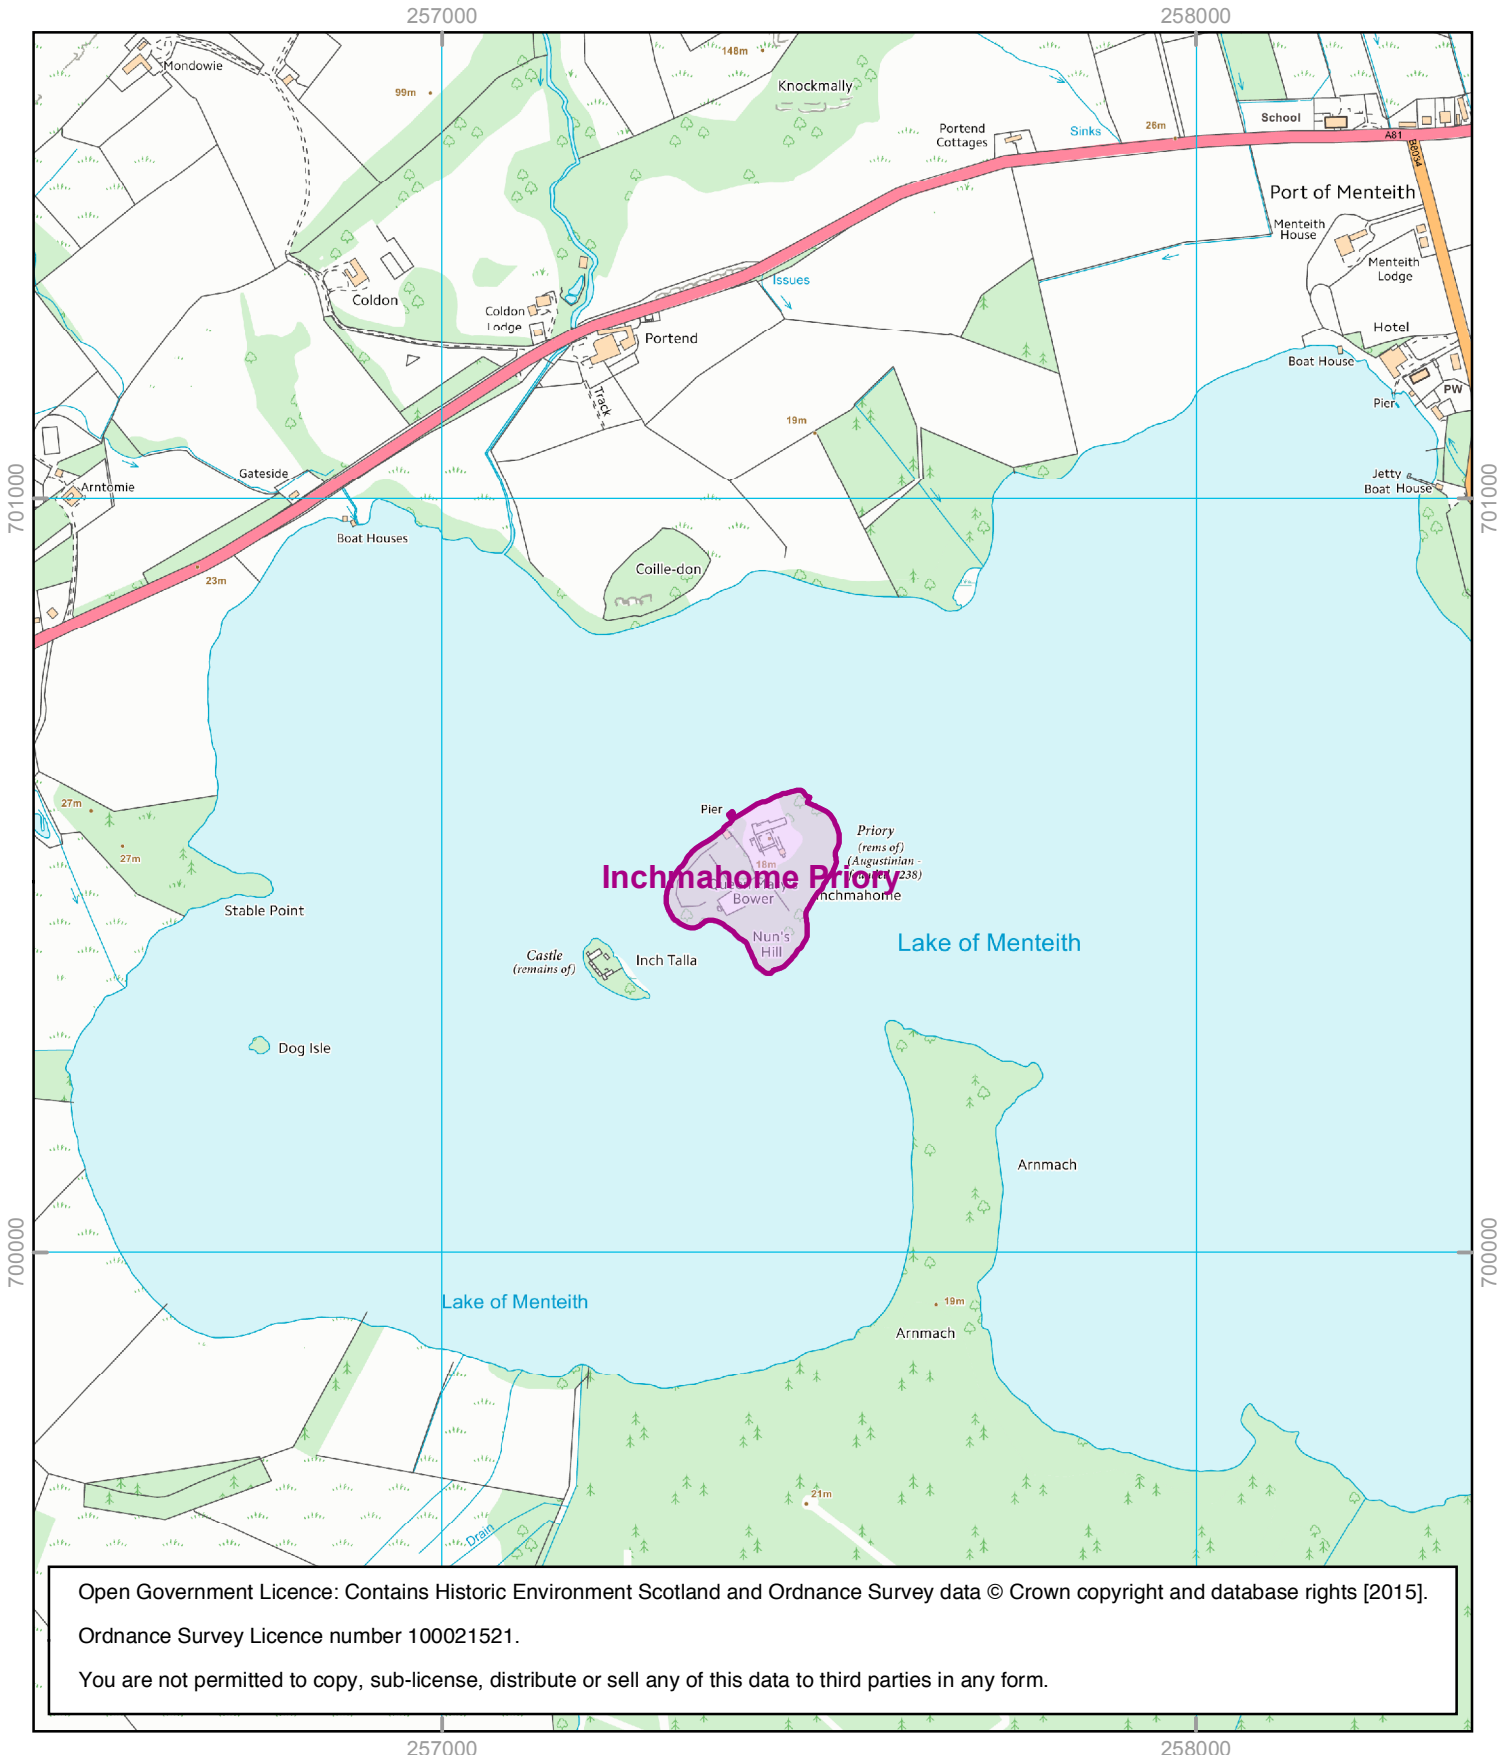 257000
258000
Mondowie
148m
99m
Knockmally
Portend
Cottages
Sinks
26m
School
A81
B8034
Port of Menteith
Menteith
House
Menteith
Lodge
Coldon
Coldon
Lodge
Issues
Portend
Hotel
Boat House
PW
Pier
Track
19m
701000
701000
Gateside
Arntomie
Jetty
Boat House
Boat Houses
23m
Coille-don
27m
27m
Pier
Priory
(rems of)
(Augustinian -
18m
Inchmahome Priory
Queen Mary's
Bower
Inchmahome
Stable Point
Nun's
Hill
Lake of Menteith
Castle
(remains of)
Inch Talla
Dog Isle
Arnmach
700000
700000
Lake of Menteith
19m
Arnmach
21m
Drain
Open Government Licence: Contains Historic Environment Scotland and Ordnance Survey data © Crown copyright and database rights [2015].
Ordnance Survey Licence number 100021521.
You are not permitted to copy, sub-license, distribute or sell any of this data to third parties in any form.
257000
258000